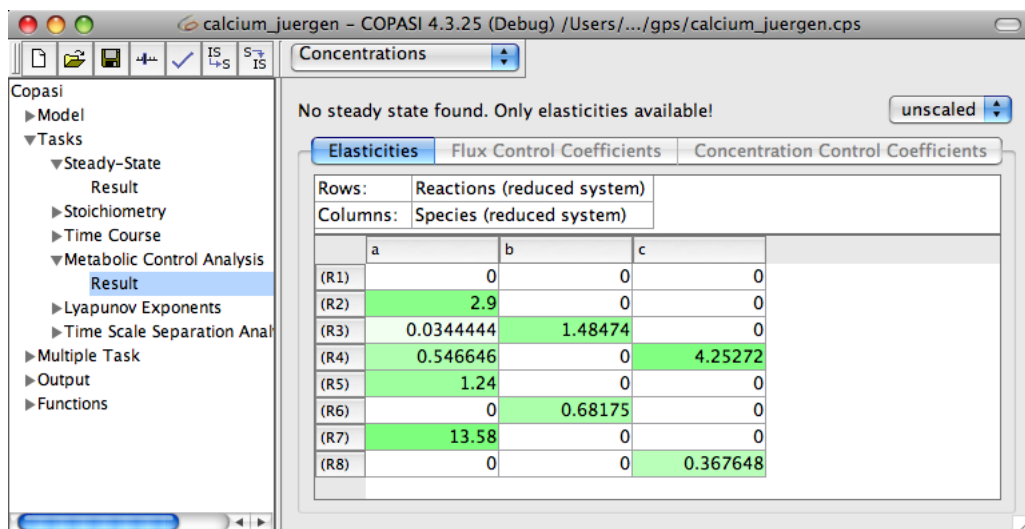 calcium_juergen – COPASI 4.3.25 (Debug) /Users/.../gps/calcium_juergen.cps
IS S
S IS
Concentrations
Copasi
Model
Tasks
Steady-State
Result
Stoichiometry
Time Course
Metabolic Control Analysis
Result
Lyapunov Exponents
Time Scale Separation Anal
Multiple Task
Output
Functions
No steady state found. Only elasticities available! unscaled
Elasticities Flux Control Coefficients Concentration Control Coefficients
Rows: Reactions (reduced system)
Columns: Species (reduced system)
a b c
(R1) 0 0 0
(R2) 2.9 0 0
(R3) 0.0344444 1.48474 0
(R4) 0.546646 0 4.25272
(R5) 1.24 0 0
(R6) 0 0.68175 0
(R7) 13.58 0 0
(R8) 0 0 0.367648